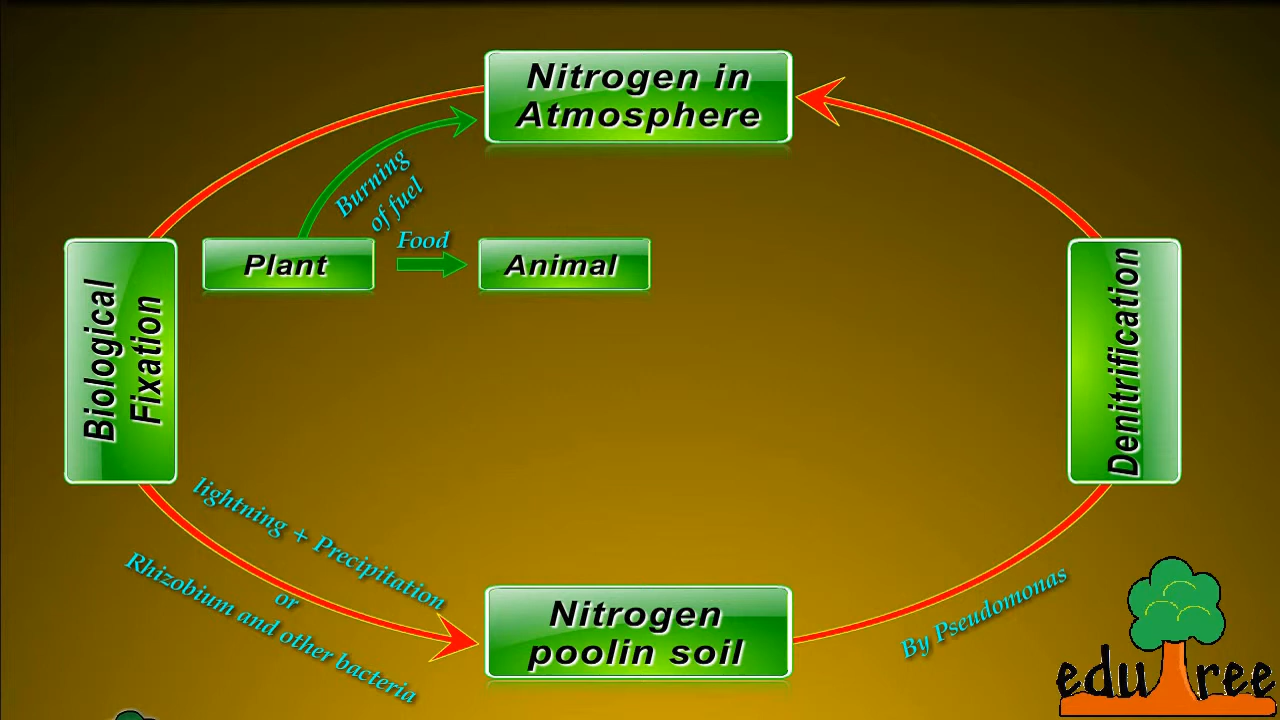 Nitrogen in
Atmosphere
Burning
of fuel
Plant
Food
Animal
Biological
Fixation
Denitrification
lightning + Precipitation
or
Rhizobium and other bacteria
Nitrogen
poolin soil
By Pseudomonas
eduTree